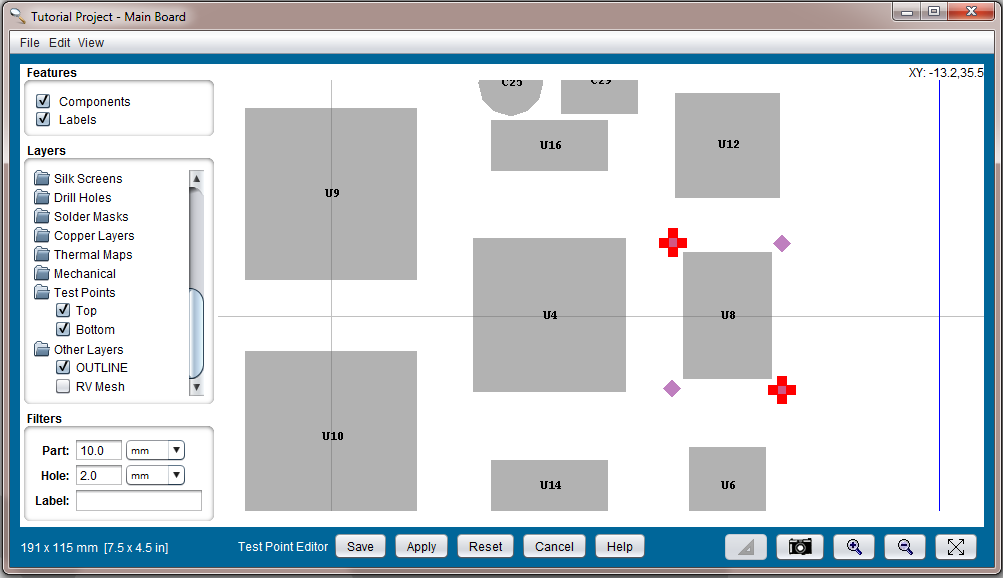 Tutorial Project - Main Board
File Edit View
XY: -13.2,35.5
Features
Components
Labels
Layers
Silk Screens
Drill Holes
Solder Masks
Copper Layers
Thermal Maps
Mechanical
Test Points
Top
Bottom
Other Layers
OUTLINE
RV Mesh
Filters
Part: 10.0 mm
Hole: 2.0 mm
Label:
C25
C29
U16
U12
U9
U4
U8
U10
U14
U6
191 x 115 mm [7.5 x 4.5 in]
Test Point Editor Save Apply Reset Cancel Help